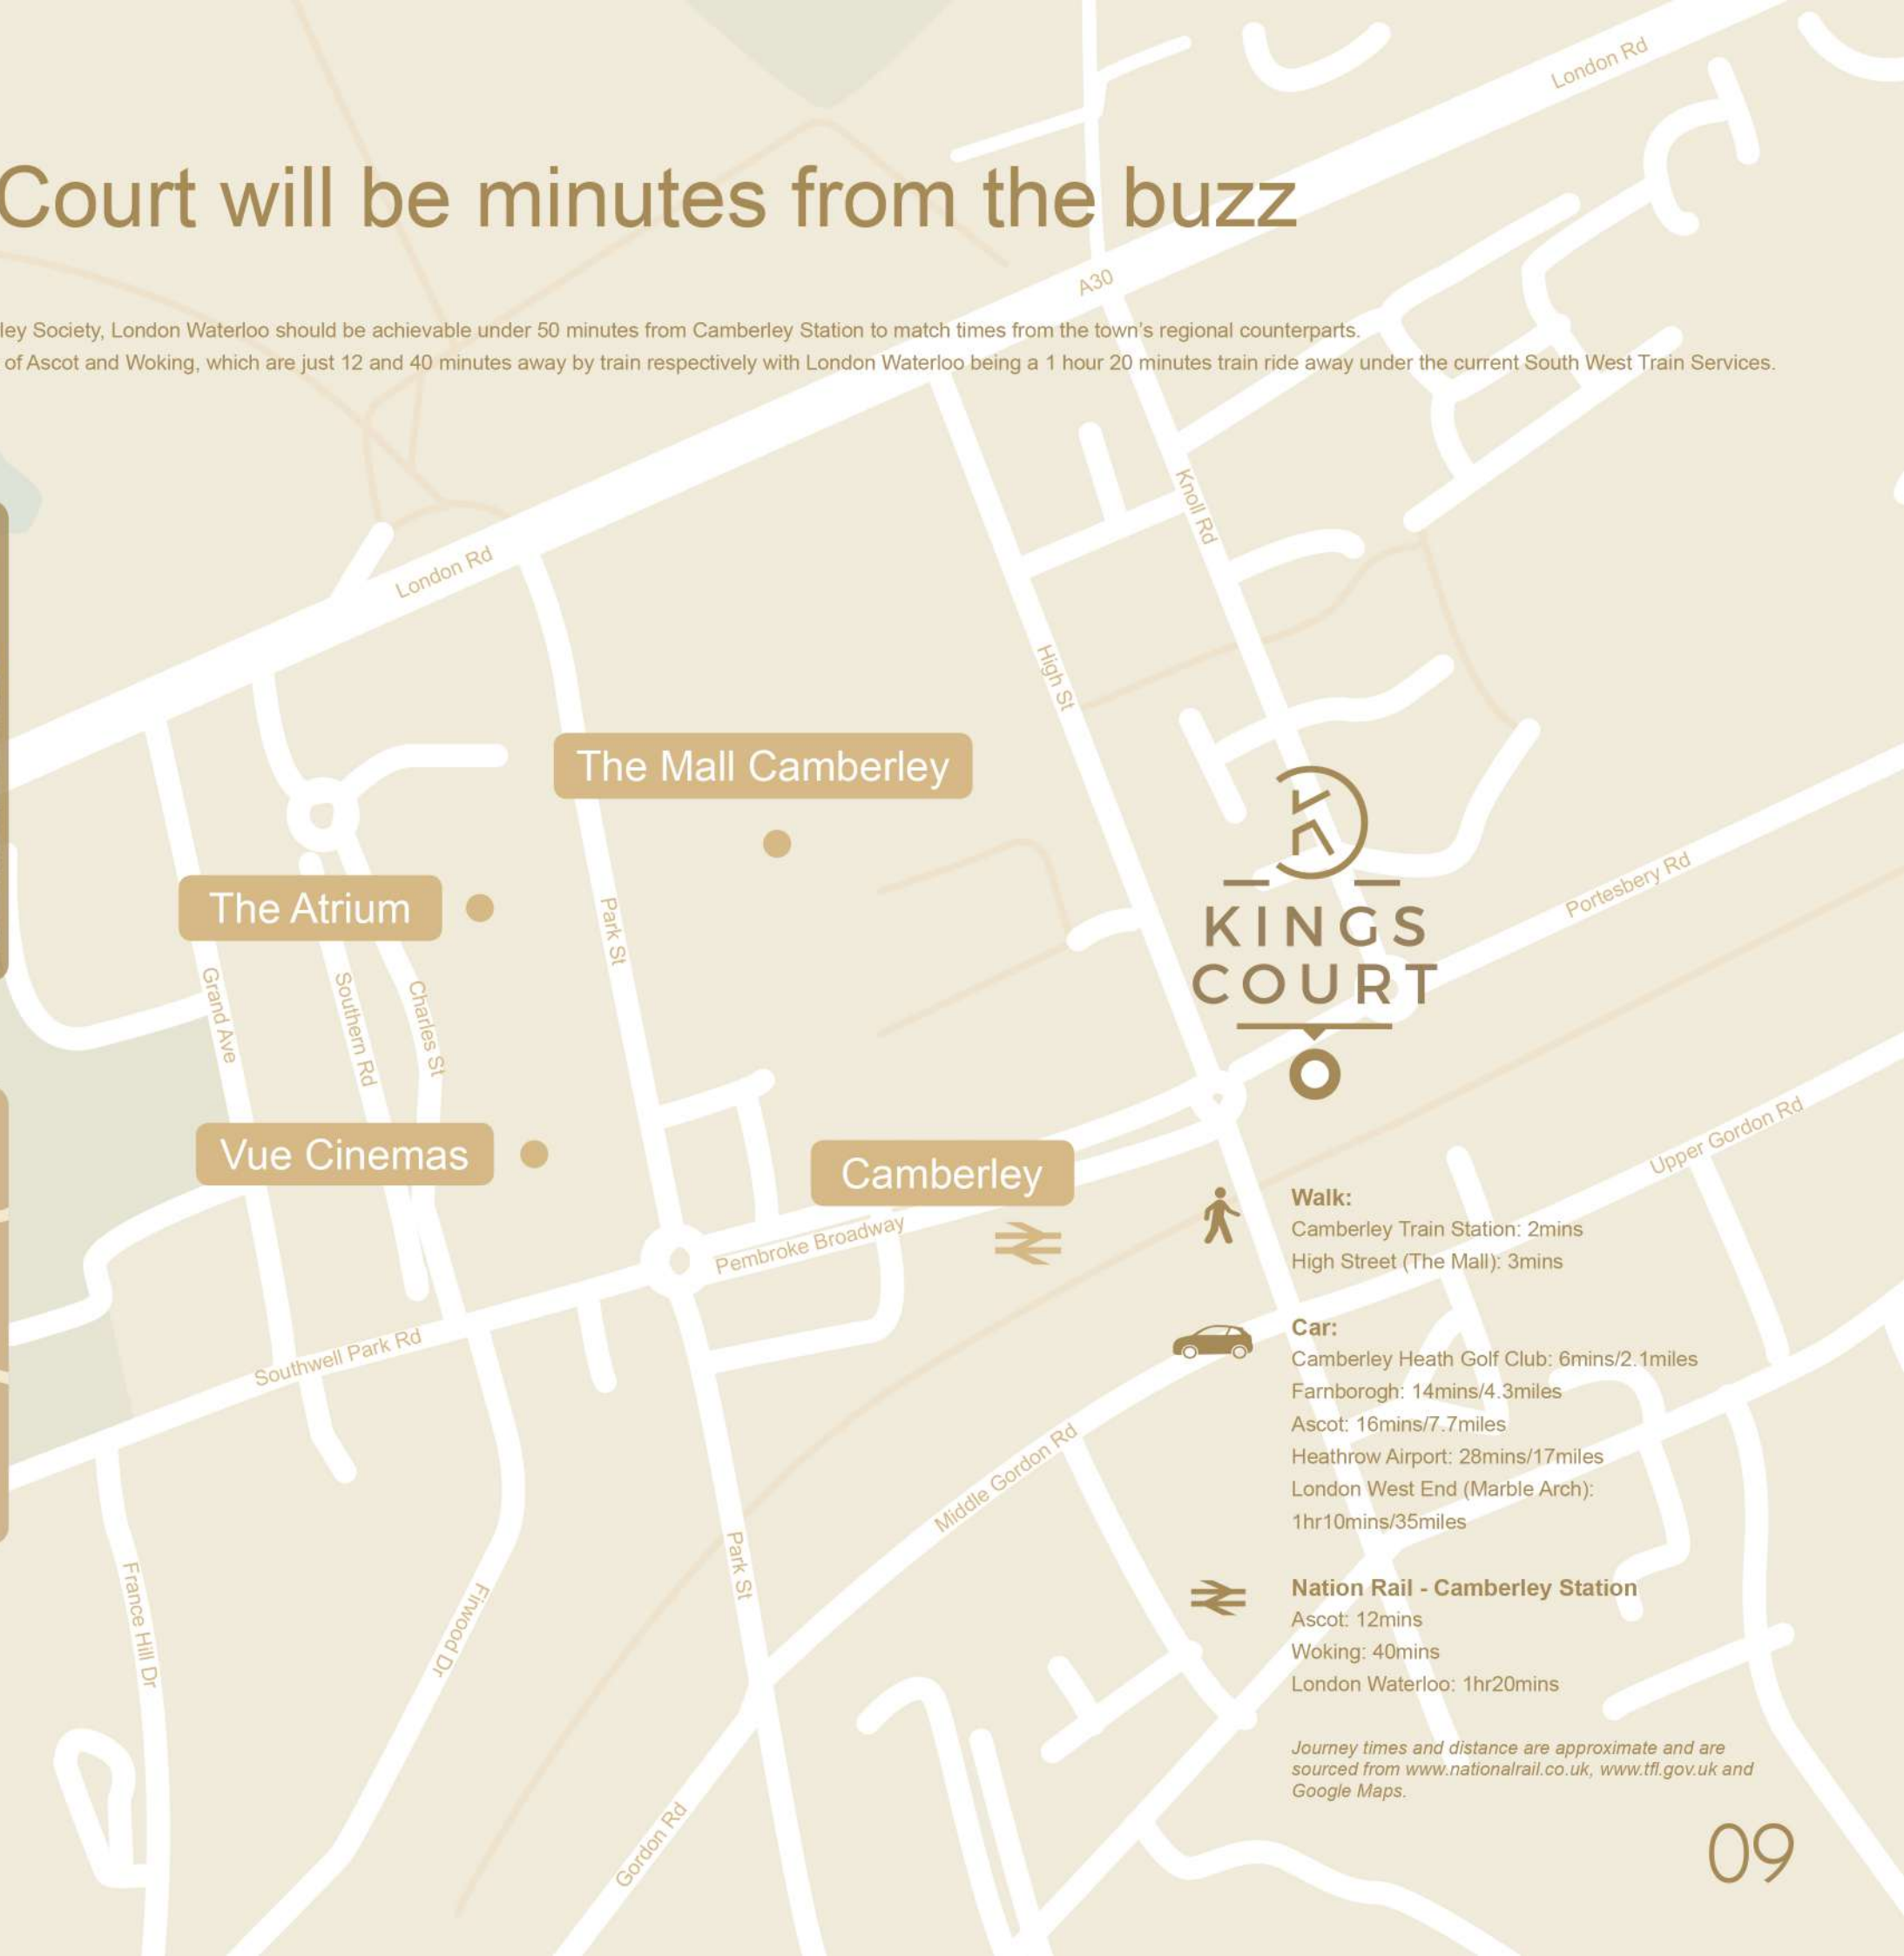 Court will be minutes from the buzz
ley Society, London Waterloo should be achievable under 50 minutes from Camberley Station to match times from the town's regional counterparts.
of Ascot and Woking, which are just 12 and 40 minutes away by train respectively with London Waterloo being a 1 hour 20 minutes train ride away under the current South West Train Services.
London Rd
A30
Knoll Rd
London Rd
High St
The Mall Camberley
The Atrium
Park St
Portesbery Rd
KINGS
COURT
Grand Ave
Southern Rd
Charles St
Vue Cinemas
Camberley
Pembroke Broadway
Upper Gordon Rd
Southwell Park Rd
Middle Gordon Rd
Park St
France Hill Dr
Firwood Dr
Gordon Rd
Walk:
Camberley Train Station: 2mins
High Street (The Mall): 3mins
Car:
Camberley Heath Golf Club: 6mins/2.1miles
Farnborogh: 14mins/4.3miles
Ascot: 16mins/7.7miles
Heathrow Airport: 28mins/17miles
London West End (Marble Arch):
1hr10mins/35miles
Nation Rail - Camberley Station
Ascot: 12mins
Woking: 40mins
London Waterloo: 1hr20mins
Journey times and distance are approximate and are
sourced from www.nationalrail.co.uk, www.tfl.gov.uk and
Google Maps.
09